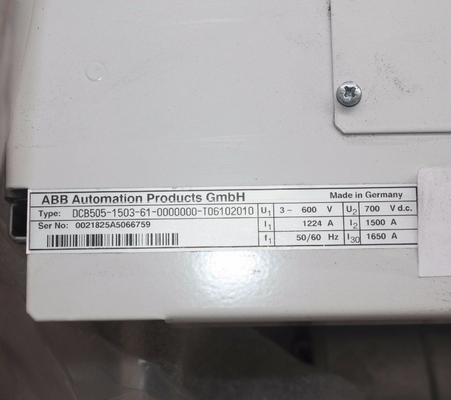 ABB Automation Products GmbH Made in Germany
Type: DCB505-1503-61-0000000-T06102010 U1 3~ 600 V U2 700 V d.c.
Ser No: 0021825A5066759 I1 1224 A I2 1500 A
f1 50/60 Hz I30 1650 A